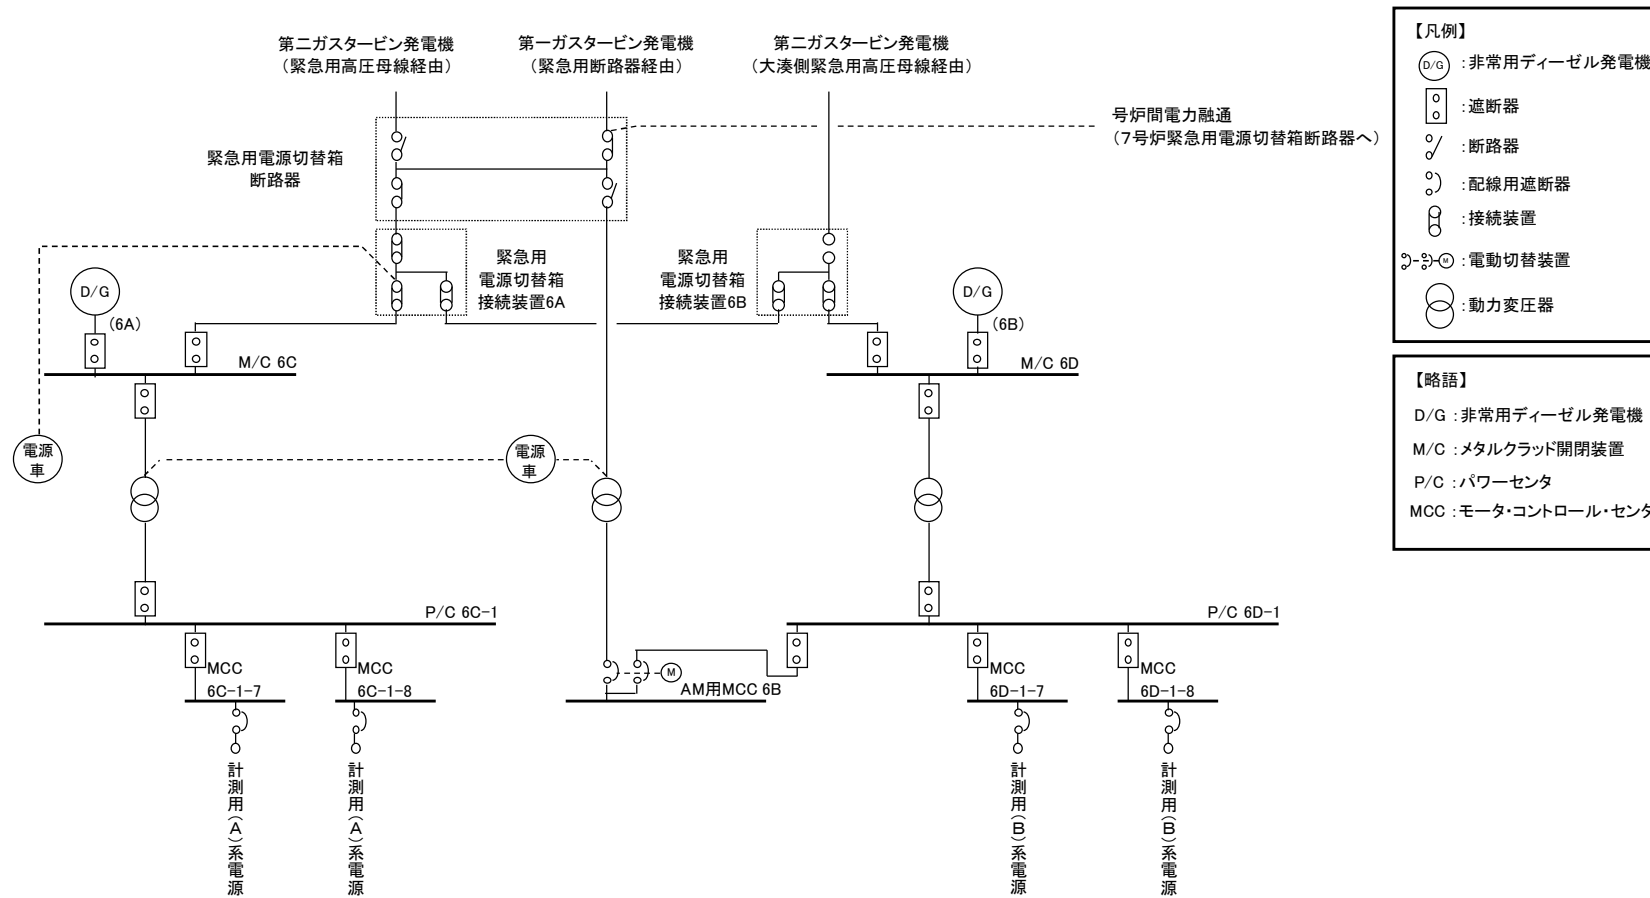 第二ガスタービン発電機
（緊急用高圧母線経由）
第一ガスタービン発電機
（緊急用断路器経由）
第二ガスタービン発電機
（大湊側緊急用高圧母線経由）
号炉間電力融通
（7号炉緊急用電源切替箱断路器へ）
緊急用電源切替箱
断路器
緊急用
電源切替箱
接続装置6A
緊急用
電源切替箱
接続装置6B
D/G
(6A)
D/G
(6B)
M/C 6C
M/C 6D
電源
車
電源
車
P/C 6C-1
P/C 6D-1
MCC
6C-1-7
MCC
6C-1-8
M
AM用MCC 6B
MCC
6D-1-7
MCC
6D-1-8
計測用（A）系電源
計測用（A）系電源
計測用（B）系電源
計測用（B）系電源
【凡例】
D/G :非常用ディーゼル発電機
:遮断器
:断路器
:配線用遮断器
:接続装置
M :電動切替装置
:動力変圧器
【略語】
D/G :非常用ディーゼル発電機
M/C :メタルクラッド開閉装置
P/C :パワーセンタ
MCC :モータ・コントロール・センタ